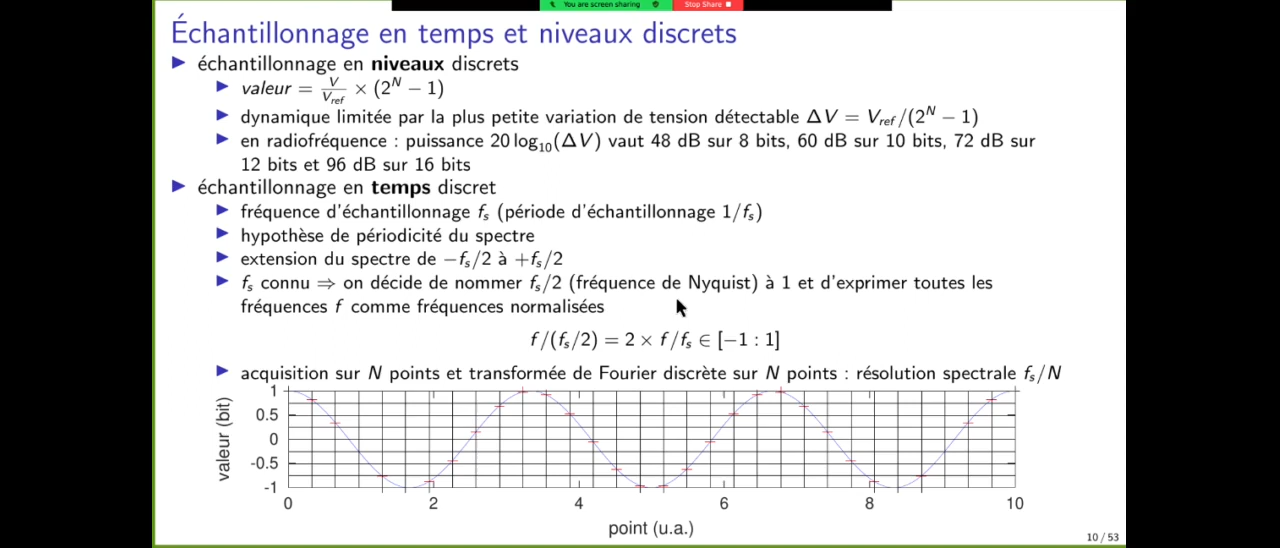 You are screen sharing Stop Share
Échantillonnage en temps et niveaux discrets
échantillonnage en niveaux discrets
valeur = V/V_ref × (2^N − 1)
dynamique limitée par la plus petite variation de tension détectable ΔV = V_ref/(2^N − 1)
en radiofréquence : puissance 20 log₁₀(ΔV) vaut 48 dB sur 8 bits, 60 dB sur 10 bits, 72 dB sur
12 bits et 96 dB sur 16 bits
échantillonnage en temps discret
fréquence d'échantillonnage f_s (période d'échantillonnage 1/f_s)
hypothèse de périodicité du spectre
extension du spectre de −f_s/2 à +f_s/2
f_s connu ⇒ on décide de nommer f_s/2 (fréquence de Nyquist) à 1 et d'exprimer toutes les
fréquences f comme fréquences normalisées
f/(f_s/2) = 2 × f/f_s ∈ [−1 : 1]
acquisition sur N points et transformée de Fourier discrète sur N points : résolution spectrale f_s/N
valeur (bit)
1
0.5
0
-0.5
-1
0 2 4 6 8 10
point (u.a.)
10 / 53